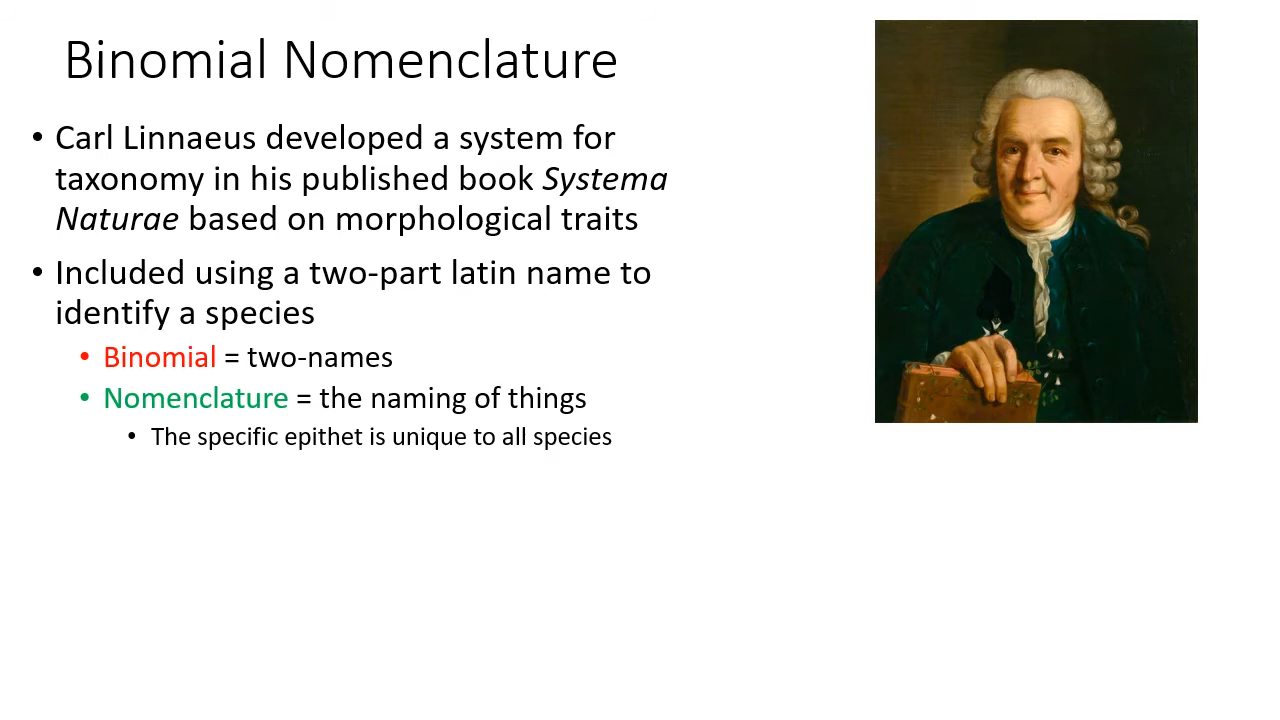 Binomial Nomenclature
• Carl Linnaeus developed a system for
taxonomy in his published book Systema
Naturae based on morphological traits
• Included using a two-part latin name to
identify a species
• Binomial = two-names
• Nomenclature = the naming of things
• The specific epithet is unique to all species